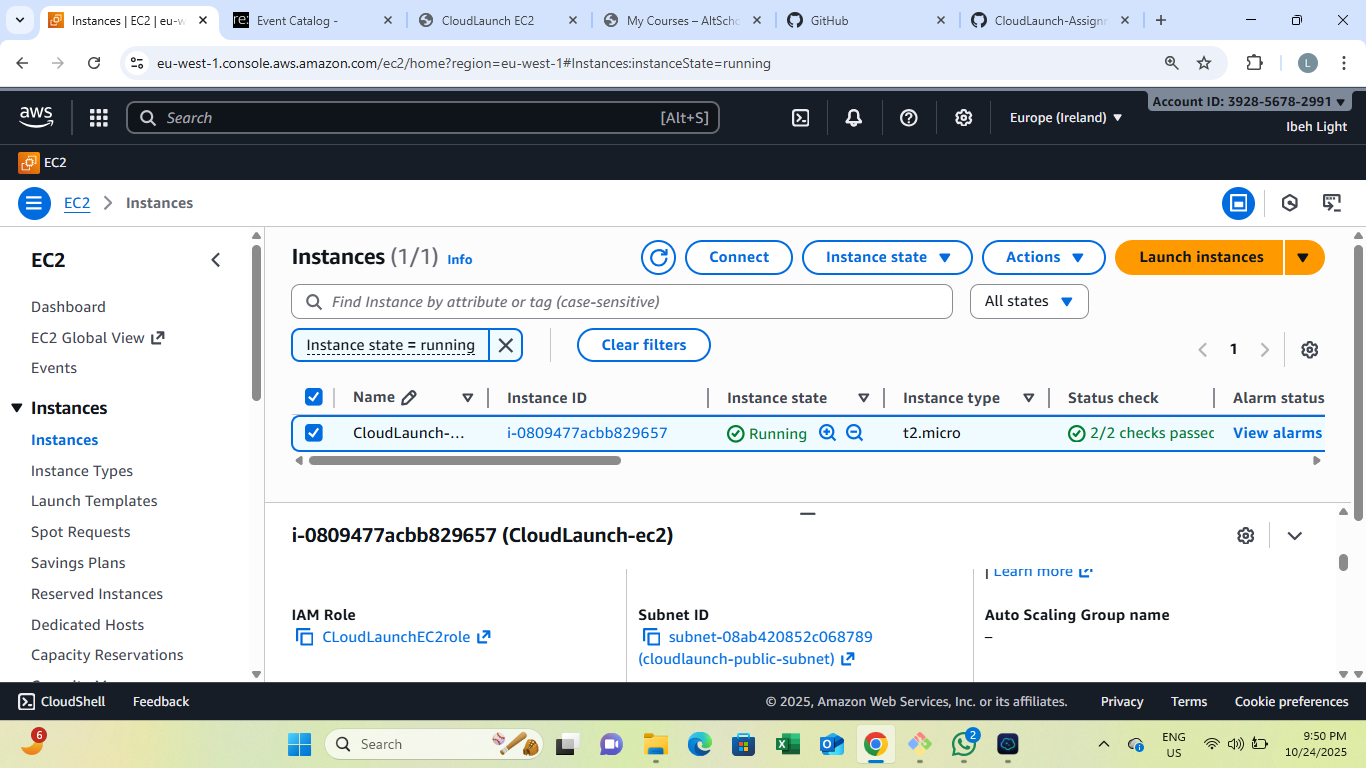 Instances | EC2 | eu-w
Event Catalog -
CloudLaunch EC2
My Courses – AltScho
GitHub
CloudLaunch-Assignm
eu-west-1.console.aws.amazon.com/ec2/home?region=eu-west-1#Instances:instanceState=running
L
aws
Search
[Alt+S]
Europe (Ireland)
Account ID: 3928-5678-2991
Ibeh Light
EC2
EC2
Instances
EC2
Dashboard
EC2 Global View
Events
Instances
Instances
Instance Types
Launch Templates
Spot Requests
Savings Plans
Reserved Instances
Dedicated Hosts
Capacity Reservations
Instances (1/1) Info
Connect
Instance state
Actions
Launch instances
Find Instance by attribute or tag (case-sensitive)
All states
Instance state = running
Clear filters
1
Name
Instance ID
Instance state
Instance type
Status check
Alarm status
CloudLaunch-...
i-0809477acbb829657
Running
t2.micro
2/2 checks passec
View alarms
i-0809477acbb829657 (CloudLaunch-ec2)
| Learn more
IAM Role
CLoudLaunchEC2role
Subnet ID
subnet-08ab420852c068789
(cloudlaunch-public-subnet)
Auto Scaling Group name
–
CloudShell
Feedback
© 2025, Amazon Web Services, Inc. or its affiliates.
Privacy
Terms
Cookie preferences
6
Search
2
ENG
US
9:50 PM
10/24/2025